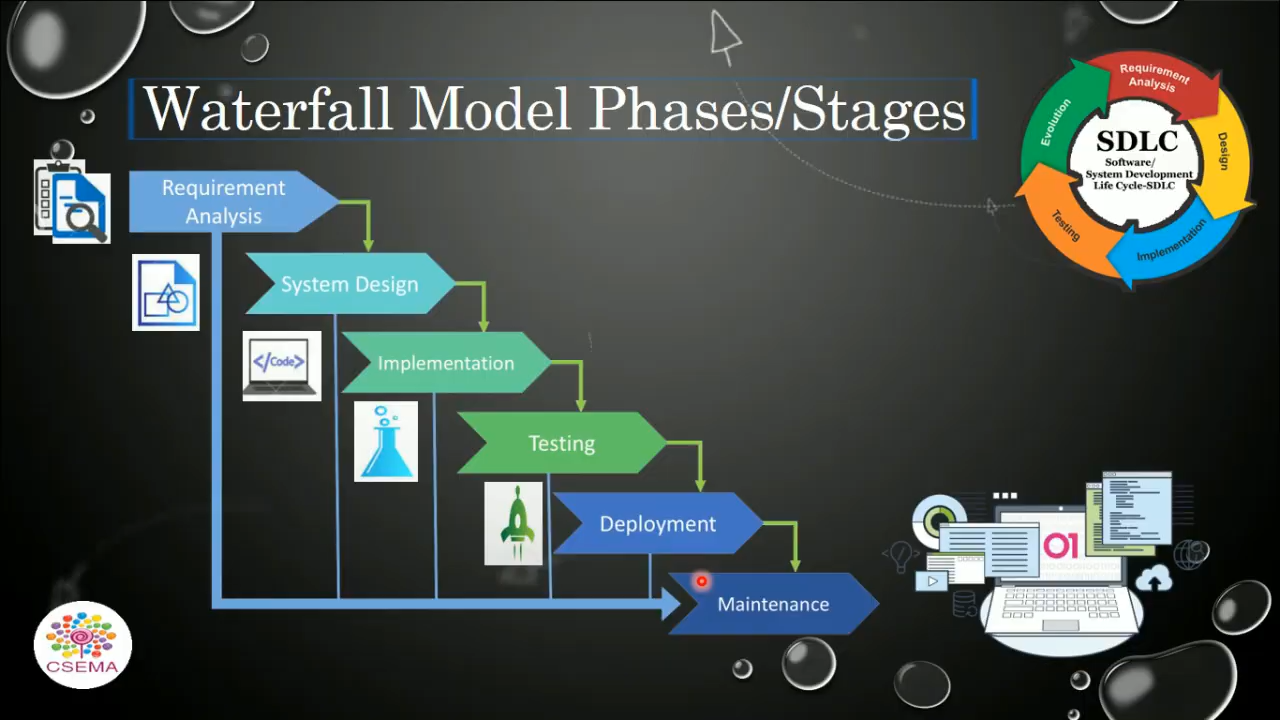 Waterfall Model Phases/Stages
Requirement
Analysis
System Design
</Code>
Implementation
Testing
Deployment
Maintenance
Requirement
Analysis
Design
Implementation
Testing
Evolution
SDLC
Software/
System Development
Life Cycle-SDLC
01
CSEMA